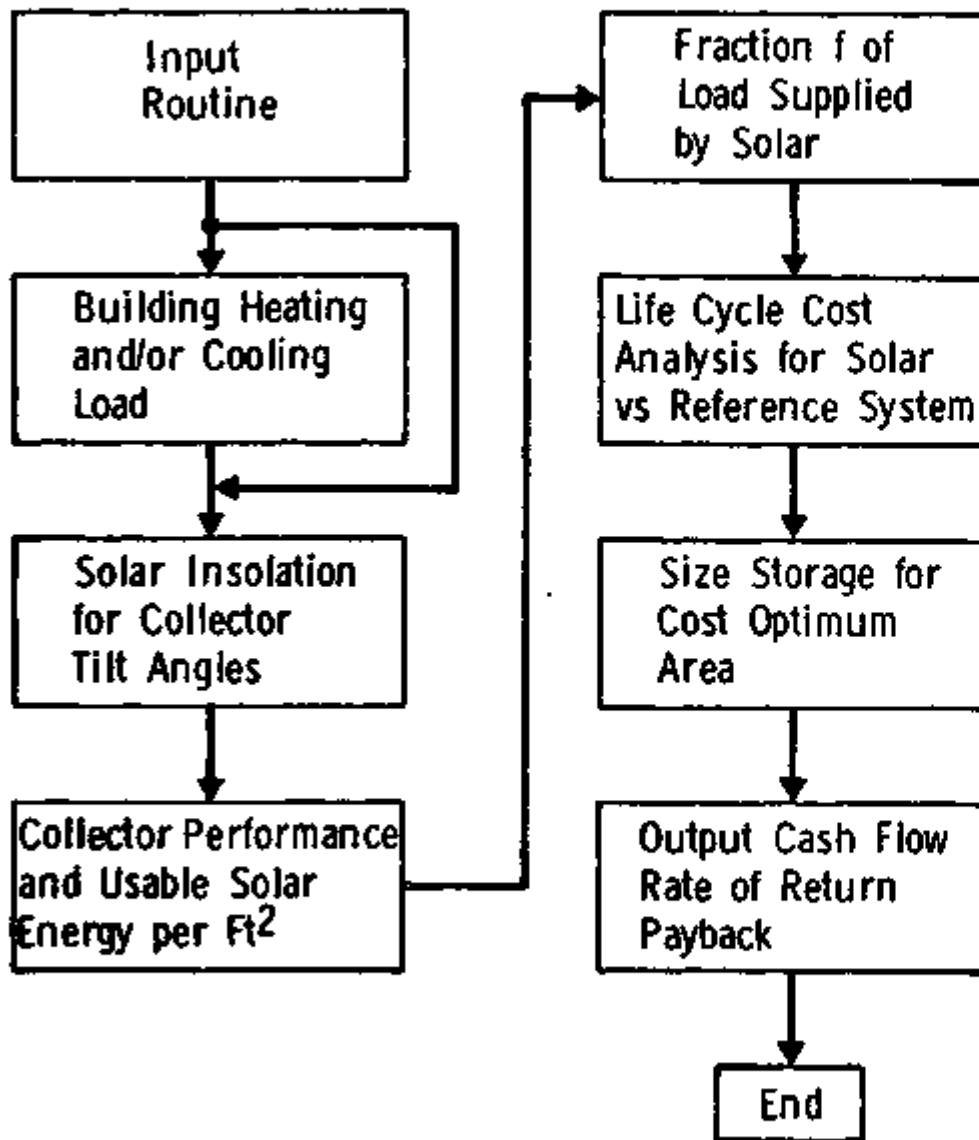 Input
Routine
Building Heating
and/or Cooling
Load
Solar Insolation
for Collector
Tilt Angles
Collector Performance
and Usable Solar
Energy per Ft²
Fraction f of
Load Supplied
by Solar
Life Cycle Cost
Analysis for Solar
vs Reference System
Size Storage for
Cost Optimum
Area
Output Cash Flow
Rate of Return
Payback
End